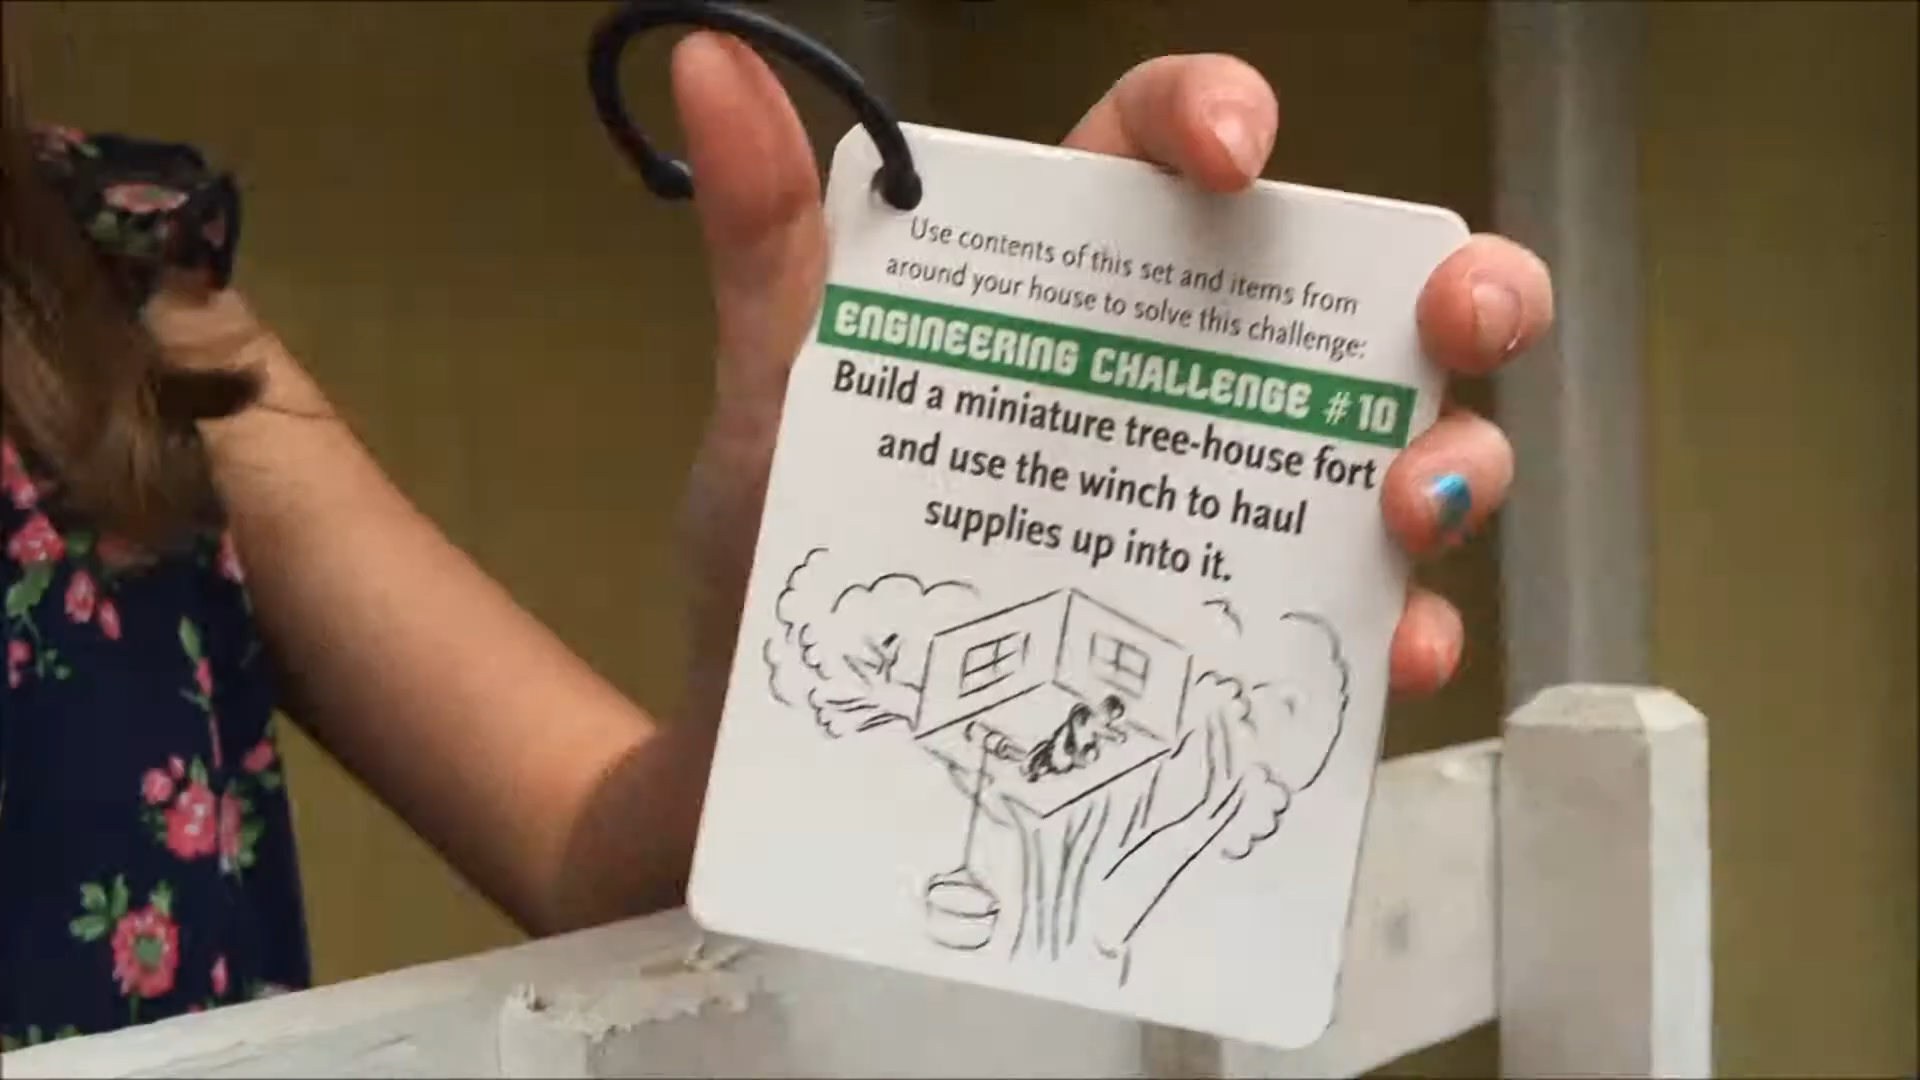 Use contents of this set and items from
around your house to solve this challenge:
ENGINEERING CHALLENGE #10
Build a miniature tree-house fort
and use the winch to haul
supplies up into it.